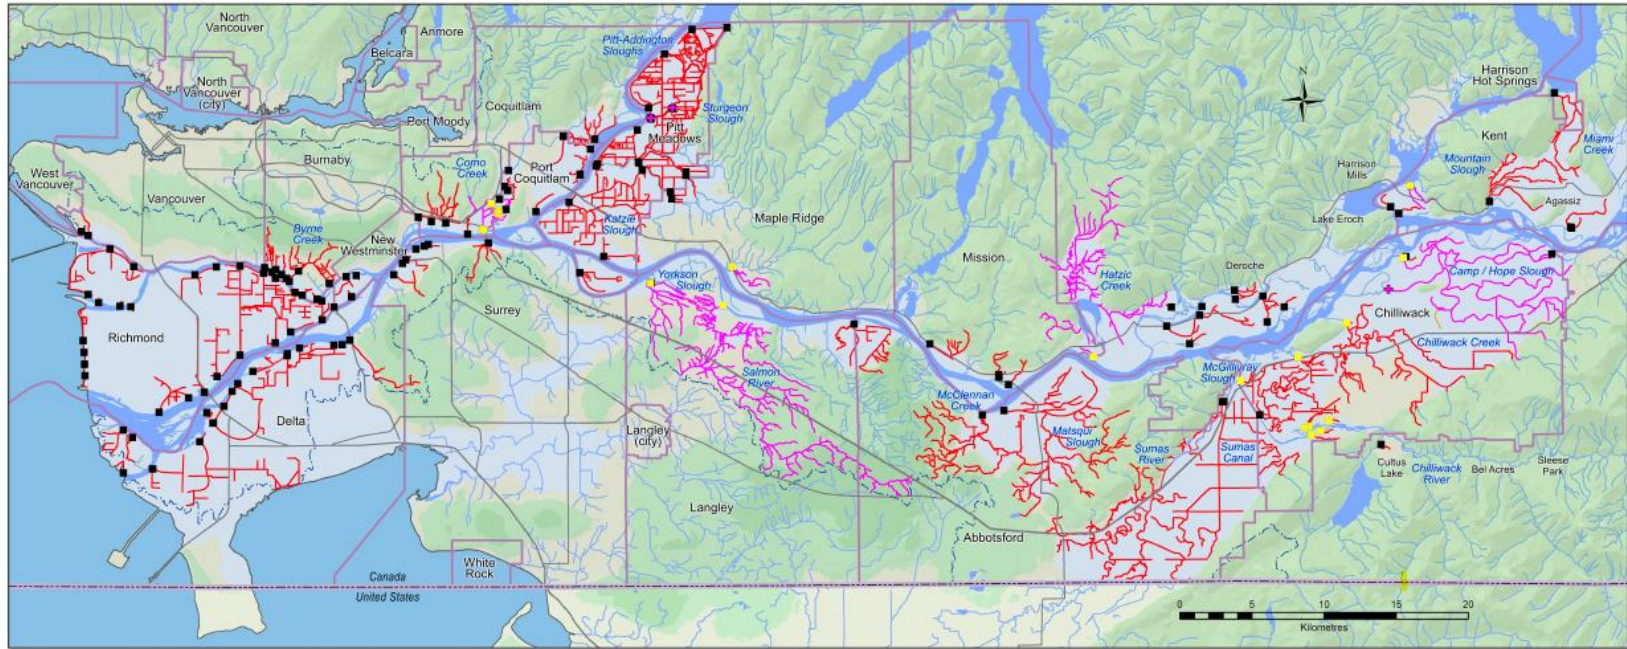 North
Vancouver
Anmore
Belcara
North
Vancouver
(city)
Coquitlam
Port Moody
Pitt-Addington
Sloughs
Sturgeon
Slough
Pitt
Meadows
Harrison
Hot Springs
N
Kent
Miami
Creek
Mountain
Slough
Harrison
Mills
Agassiz
Lake Eroch
Burnaby
Como
Creek
Port
Coquitlam
West
Vancouver
Vancouver
Maple Ridge
Katzie
Slough
Byrne
Creek
New
Westminster
Mission
Hatzic
Creek
Deroche
Camp / Hope Slough
Yorkson
Slough
Surrey
Chilliwack
Richmond
Chilliwack Creek
Salmon
River
McGillivray
Slough
McClennan
Creek
Delta
Langley
(city)
Matsqui
Slough
Sumas
River
Sumas
Canal
Cultus
Lake
Chilliwack
River
Bel Acres
Sleese
Park
Langley
Abbotsford
White
Rock
Canada
United States
0 5 10 15 20
Kilometres